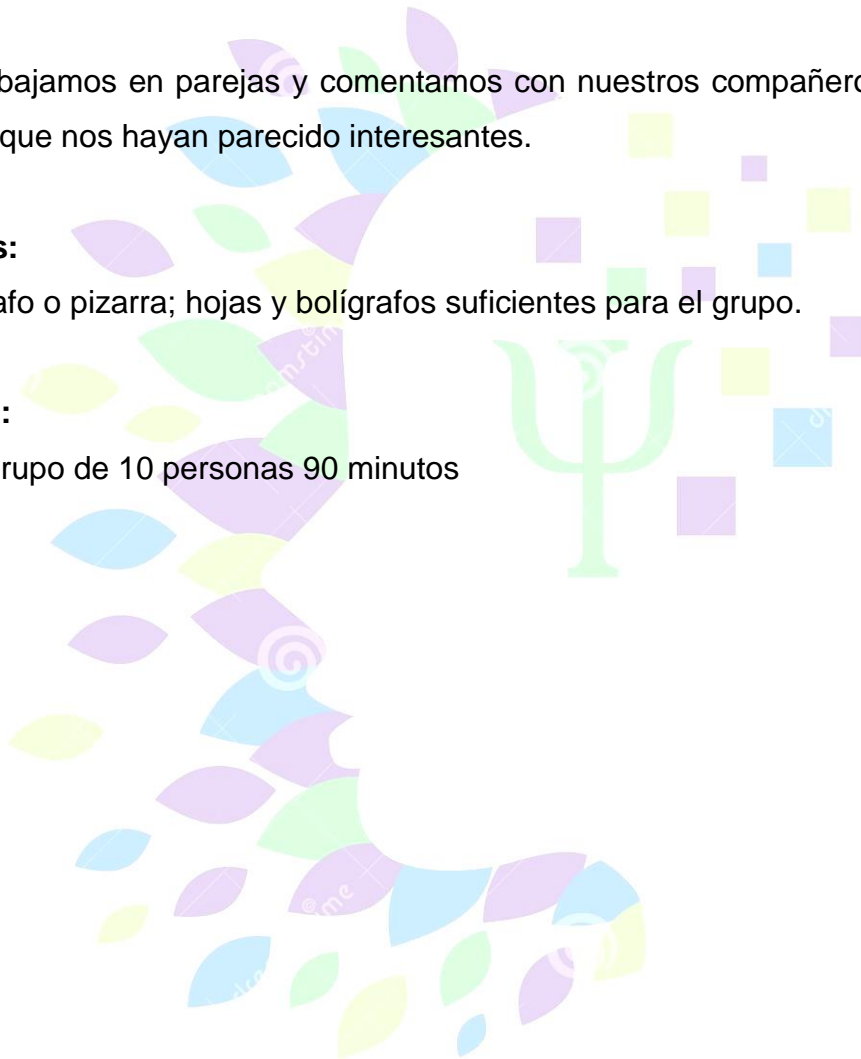 bajamos en parejas y comentamos con nuestros compañero
que nos hayan parecido interesantes.
s:
afo o pizarra; hojas y bolígrafos suficientes para el grupo.
:
rupo de 10 personas 90 minutos
Ψ